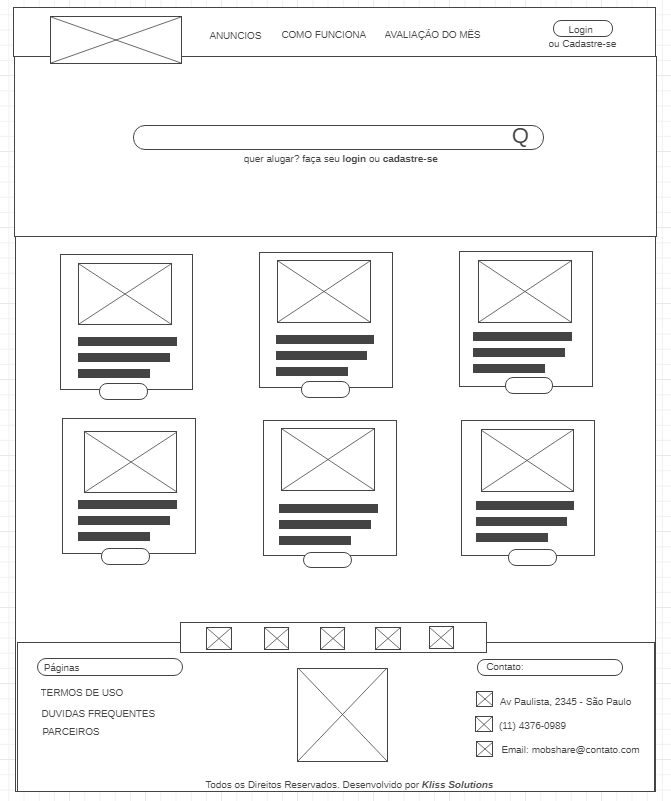 ANUNCIOS
COMO FUNCIONA
AVALIAÇÃO DO MÊS
Login
ou Cadastre-se
Q
quer alugar? faça seu login ou cadastre-se
Páginas
TERMOS DE USO
DUVIDAS FREQUENTES
PARCEIROS
Contato:
Av Paulista, 2345 - São Paulo
(11) 4376-0989
Email: mobshare@contato.com
Todos os Direitos Reservados. Desenvolvido por Kliss Solutions